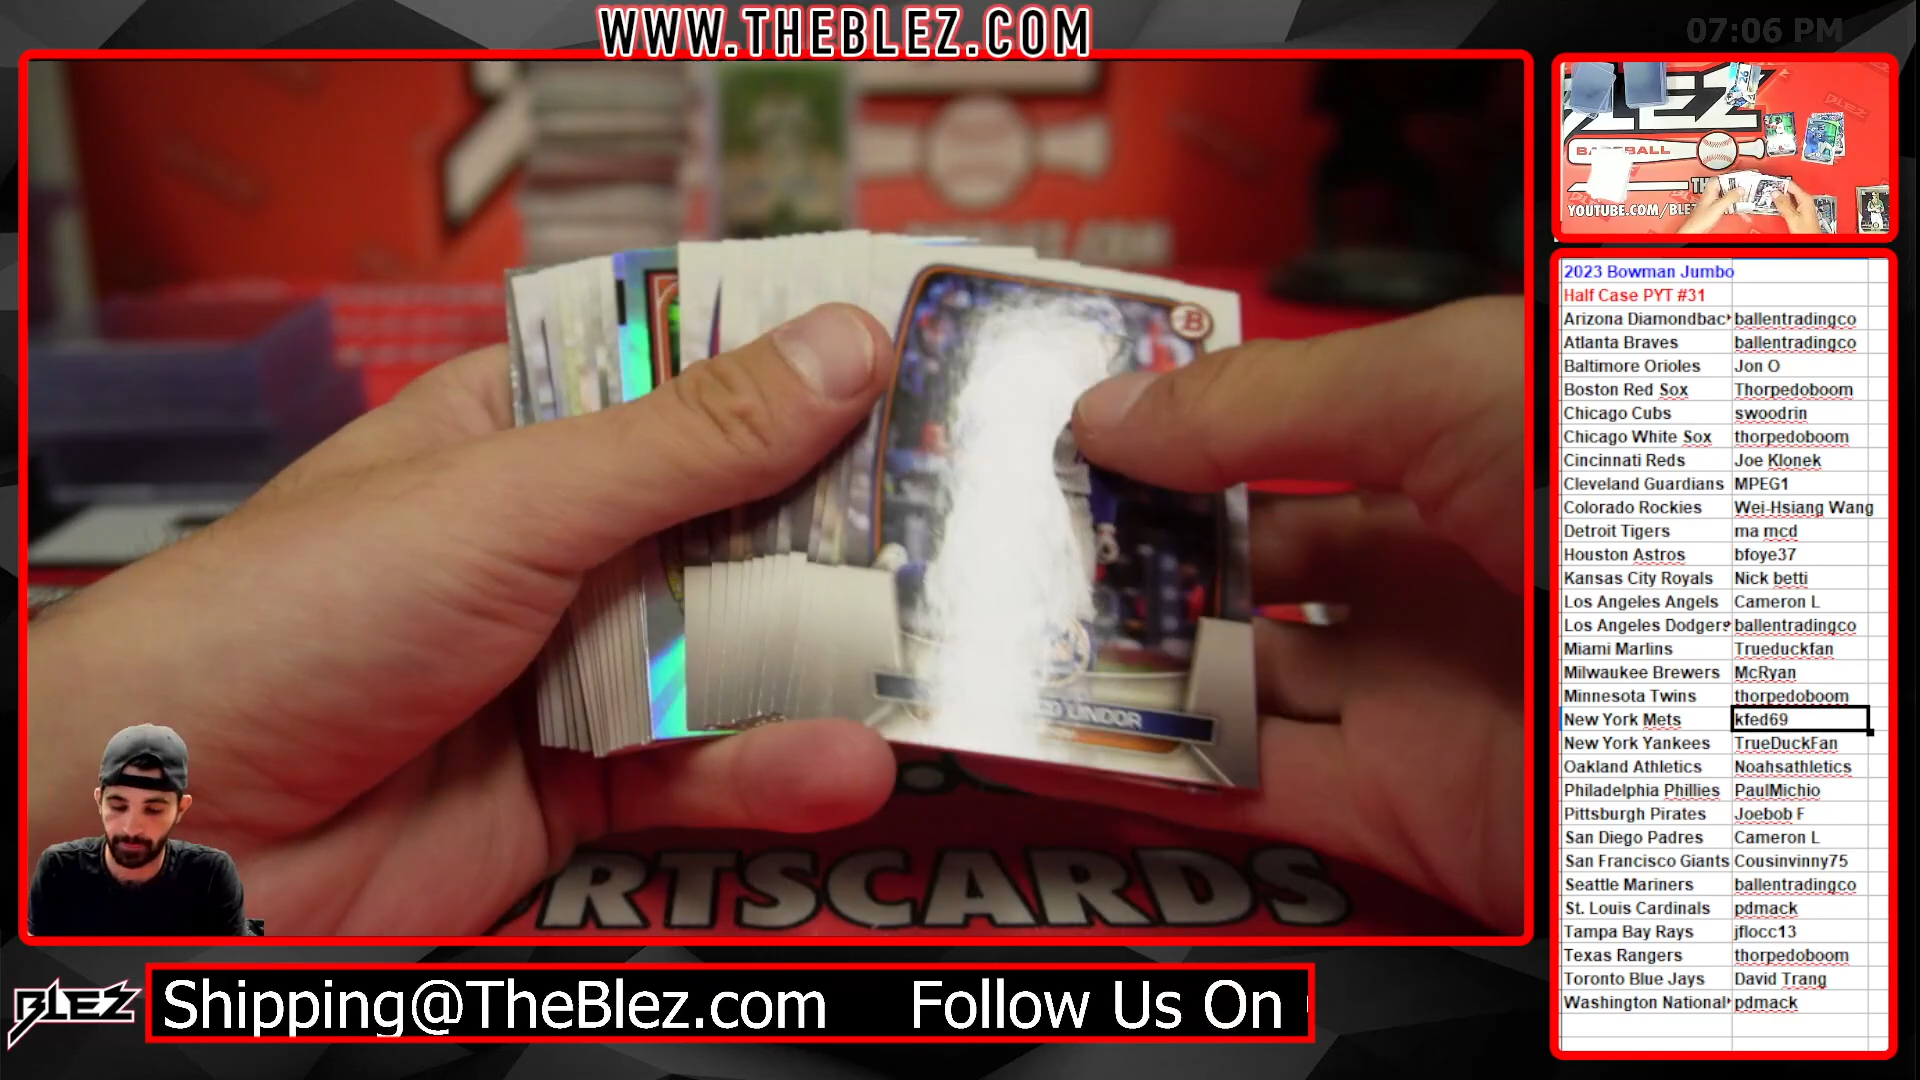 WWW.THEBLEZ.COM
07:06 PM
BASEBALL
YOUTUBE.COM/BLEZ
B
LINDOR
RTSCARDS
2023 Bowman Jumbo
Half Case PYT #31
Arizona Diamondbac ballentradingco
Atlanta Braves ballentradingco
Baltimore Orioles Jon O
Boston Red Sox Thorpedoboom
Chicago Cubs swoodrin
Chicago White Sox thorpedoboom
Cincinnati Reds Joe Klonek
Cleveland Guardians MPEG1
Colorado Rockies Wei-Hsiang Wang
Detroit Tigers ma mcd
Houston Astros bfoye37
Kansas City Royals Nick betti
Los Angeles Angels Cameron L
Los Angeles Dodgers ballentradingco
Miami Marlins Trueduckfan
Milwaukee Brewers McRyan
Minnesota Twins thorpedoboom
New York Mets kfed69
New York Yankees TrueDuckFan
Oakland Athletics Noahsathletics
Philadelphia Phillies PaulMichio
Pittsburgh Pirates Joebob F
San Diego Padres Cameron L
San Francisco Giants Cousinvinny75
Seattle Mariners ballentradingco
St. Louis Cardinals pdmack
Tampa Bay Rays jflocc13
Texas Rangers thorpedoboom
Toronto Blue Jays David Trang
Washington National pdmack
BLEZ
Shipping@TheBlez.com Follow Us On